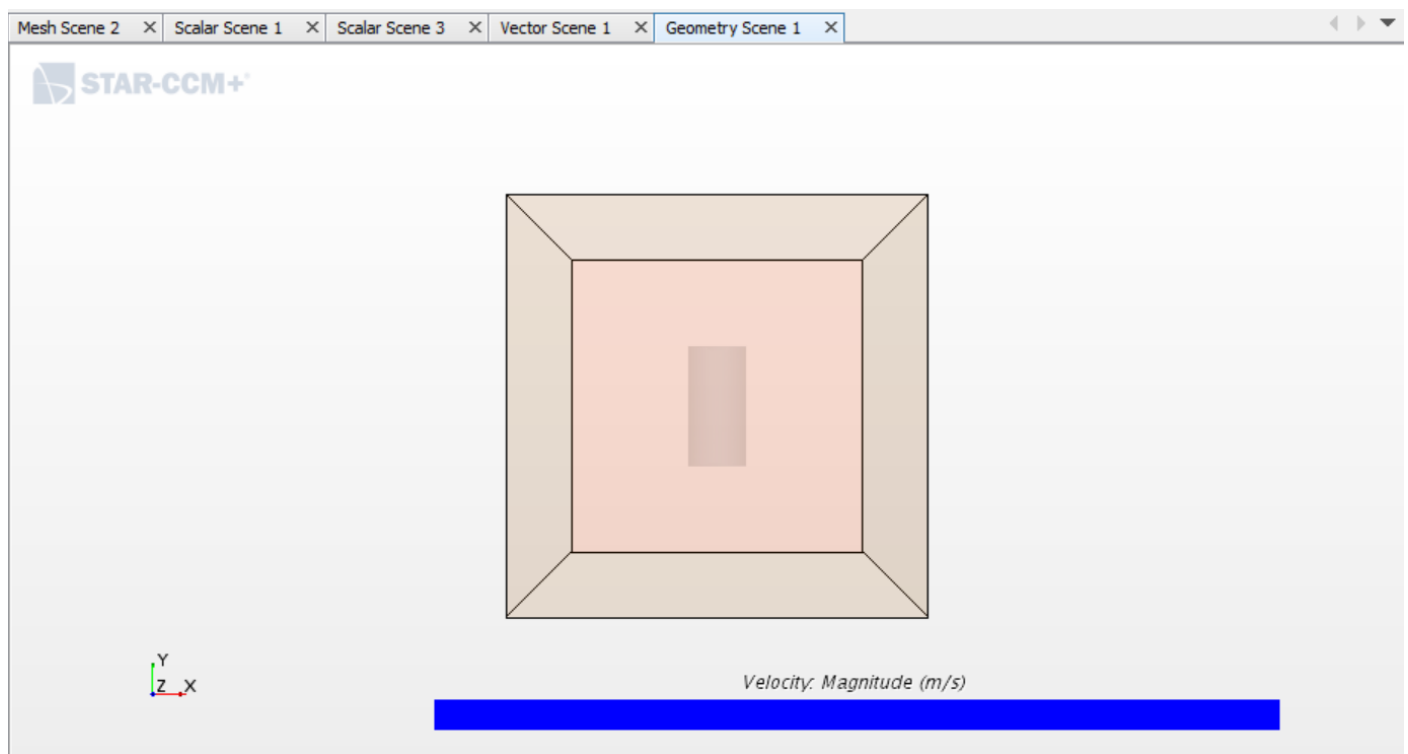 Mesh Scene 2 X Scalar Scene 1 X Scalar Scene 3 X Vector Scene 1 X Geometry Scene 1 X
STAR-CCM+
Y
Z X
Velocity: Magnitude (m/s)